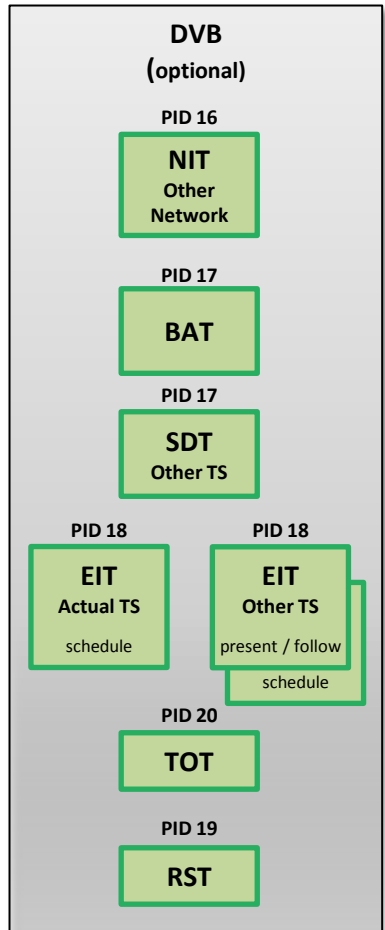 DVB
(optional)
PID 16
NIT
Other
Network
PID 17
BAT
PID 17
SDT
Other TS
PID 18
EIT
Actual TS
schedule
PID 18
EIT
Other TS
present / follow
schedule
PID 20
TOT
PID 19
RST